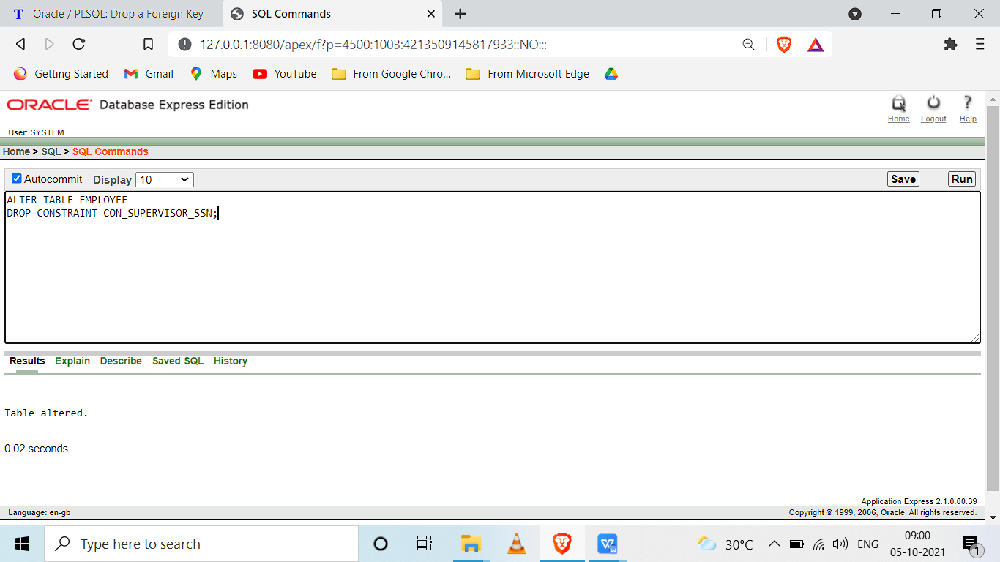 T Oracle / PLSQL: Drop a Foreign Key
SQL Commands
127.0.0.1:8080/apex/f?p=4500:1003:4213509145817933::NO:::
Getting Started Gmail Maps YouTube From Google Chro... From Microsoft Edge
ORACLE Database Express Edition
Home Logout Help
User: SYSTEM
Home > SQL > SQL Commands
Autocommit Display 10 Save Run
ALTER TABLE EMPLOYEE
DROP CONSTRAINT CON_SUPERVISOR_SSN;
Results Explain Describe Saved SQL History
Table altered.
0.02 seconds
Application Express 2.1.0.00.39
Language: en-gb Copyright © 1999, 2006, Oracle. All rights reserved.
Type here to search 30°C ENG 09:00
05-10-2021 1